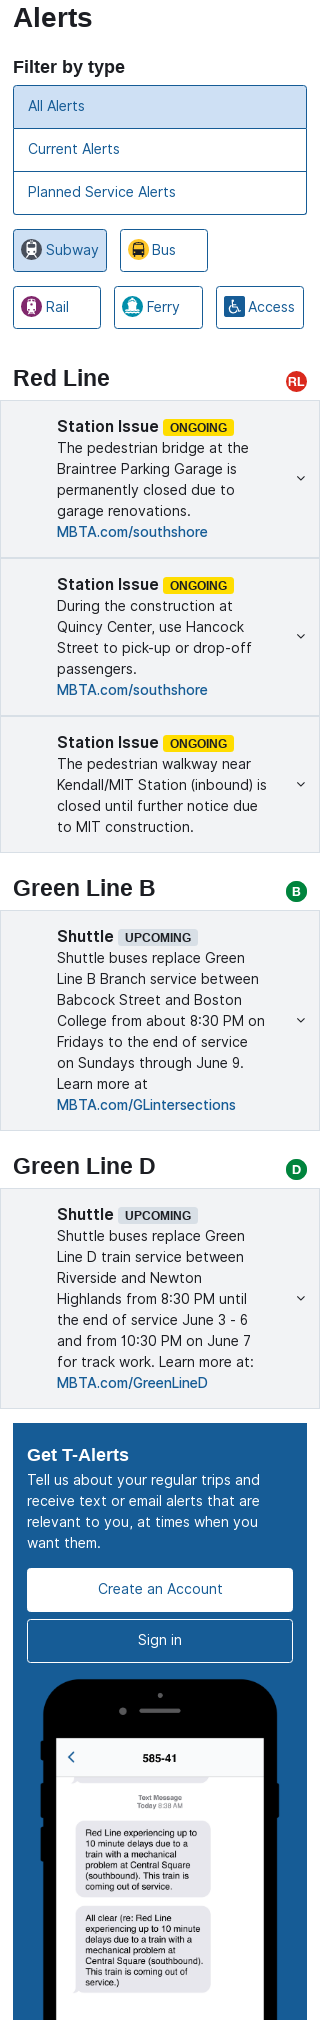 Alerts
Filter by type
All Alerts
Current Alerts
Planned Service Alerts
Subway
Bus
Rail
Ferry
Access
Red Line
RL
Station Issue ONGOING
The pedestrian bridge at the
Braintree Parking Garage is
permanently closed due to
garage renovations.
MBTA.com/southshore
Station Issue ONGOING
During the construction at
Quincy Center, use Hancock
Street to pick-up or drop-off
passengers.
MBTA.com/southshore
Station Issue ONGOING
The pedestrian walkway near
Kendall/MIT Station (inbound) is
closed until further notice due
to MIT construction.
Green Line B
B
Shuttle UPCOMING
Shuttle buses replace Green
Line B Branch service between
Babcock Street and Boston
College from about 8:30 PM on
Fridays to the end of service
on Sundays through June 9.
Learn more at
MBTA.com/GLintersections
Green Line D
D
Shuttle UPCOMING
Shuttle buses replace Green
Line D train service between
Riverside and Newton
Highlands from 8:30 PM until
the end of service June 3 - 6
and from 10:30 PM on June 7
for track work. Learn more at:
MBTA.com/GreenLineD
Get T-Alerts
Tell us about your regular trips and
receive text or email alerts that are
relevant to you, at times when you
want them.
Create an Account
Sign in
585-41
Text Message
Today 8:38 AM
Red Line experiencing up to
10 minute delays due to a
train with a mechanical
problem at Central Square
(southbound). This train is
coming out of service.
All clear (re: Red Line
experiencing up to 10 minute
delays due to a train with a
mechanical problem at
Central Square (southbound).
This train is coming out of
service.)